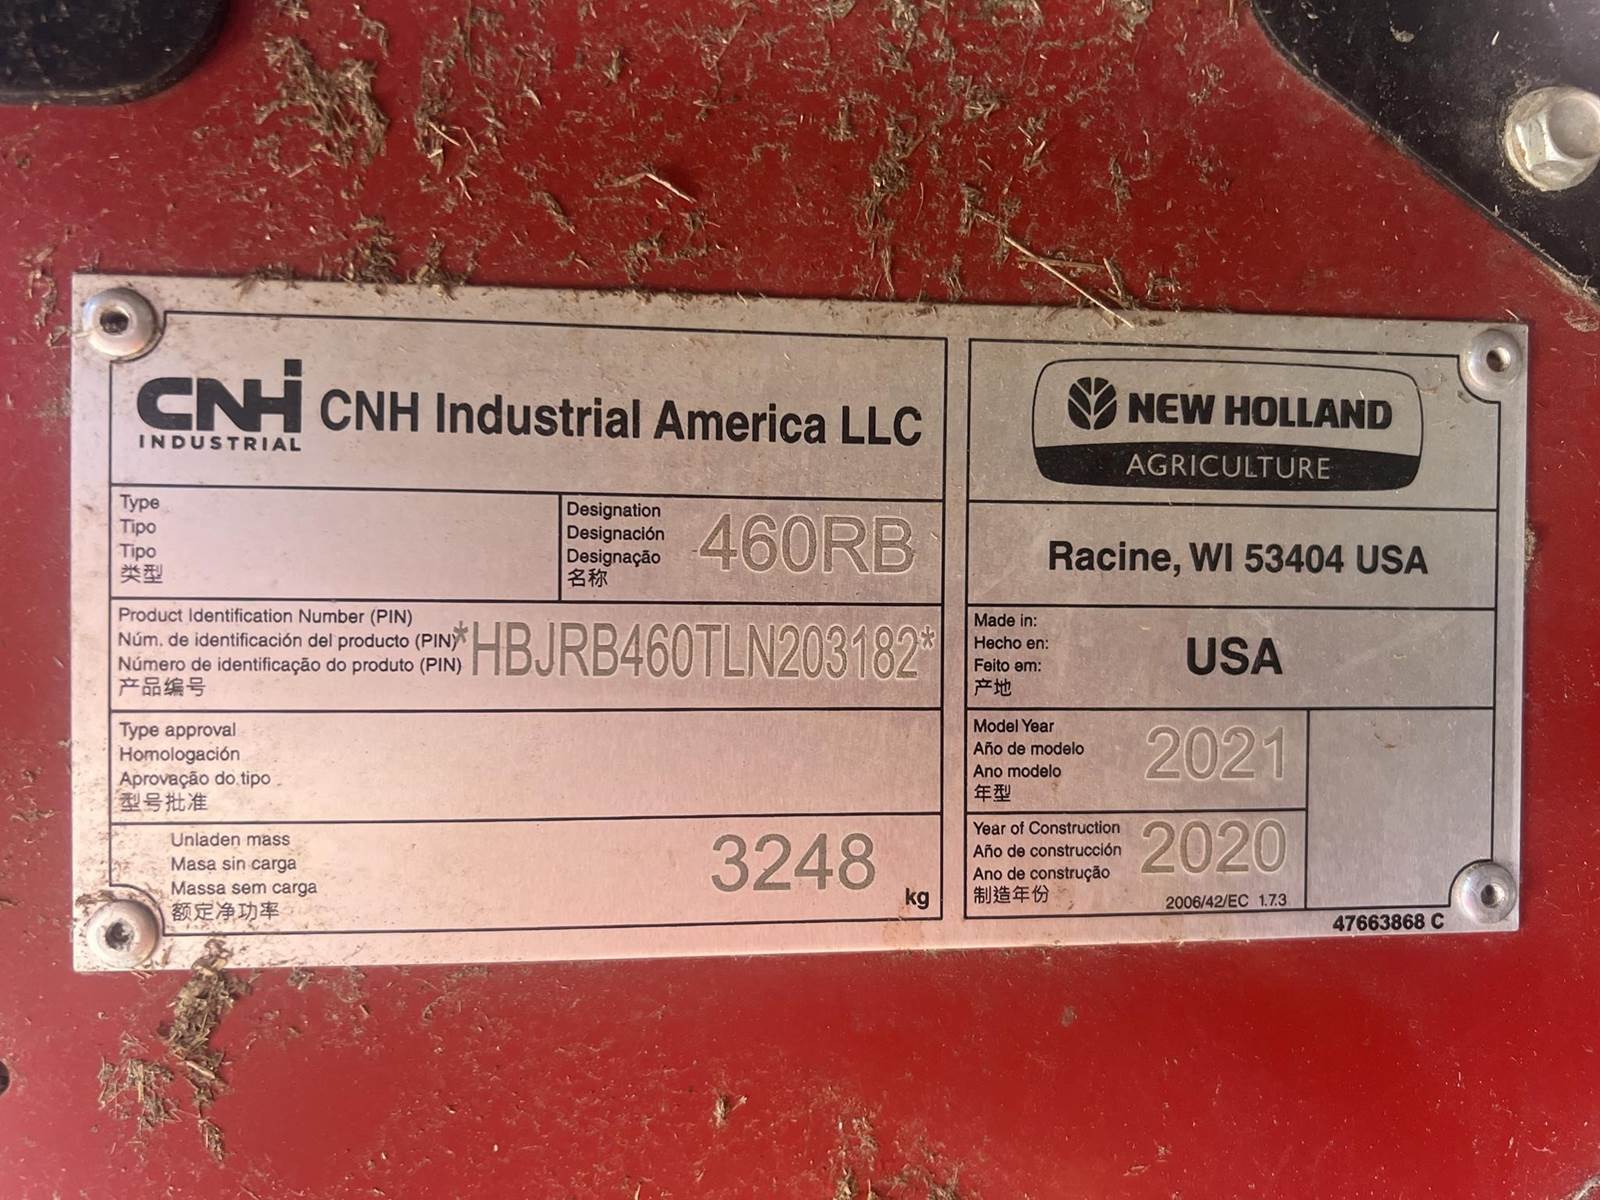 CNH INDUSTRIAL
CNH Industrial America LLC
Type
Tipo
Tipo
类型
Designation
Designación
Designação
名称
460RB
Product Identification Number (PIN)
Núm. de identificación del producto (PIN)
Número de identificação do produto (PIN)
产品编号
*HBJRB460TLN203182*
Type approval
Homologación
Aprovação do tipo
型号批准
Unladen mass
Masa sin carga
Massa sem carga
额定净功率
3248
kg
NEW HOLLAND
AGRICULTURE
Racine, WI 53404 USA
Made in:
Hecho en:
Feito em:
产地
USA
Model Year
Año de modelo
Ano modelo
年型
2021
Year of Construction
Año de construcción
Ano de construção
制造年份
2020
2006/42/EC 1.7.3
47663868 C